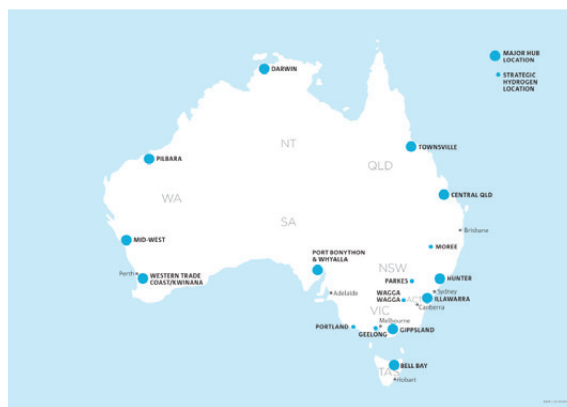 MAJOR HUB
LOCATION
STRATEGIC
HYDROGEN
LOCATION
DARWIN
NT
TOWNSVILLE
QLD
PILBARA
WA
CENTRAL QLD
SA
MID-WEST
Brisbane
MOREE
PORT BONYTHON
& WHYALLA
NSW
Perth
WESTERN TRADE
COAST/KWINANA
PARKES
HUNTER
Adelaide
WAGGA
WAGGA
Sydney
ACT
ILLAWARRA
Canberra
VIC
Melbourne
PORTLAND
GEELONG
GIPPSLAND
BELL BAY
TAS
Hobart